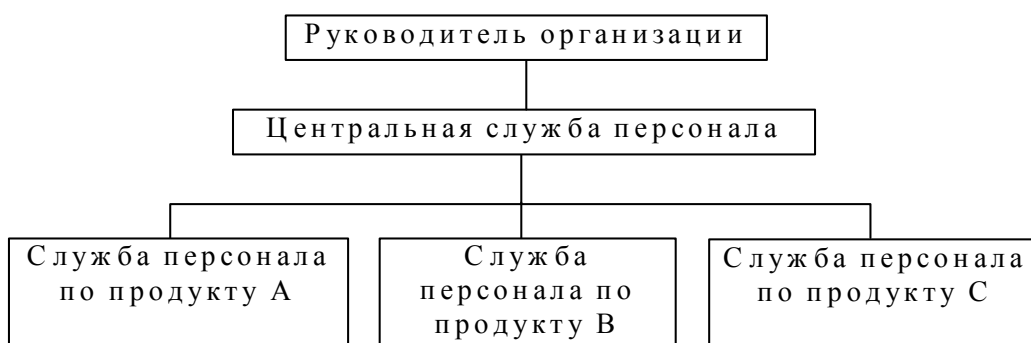 Руководитель организации
Центральная служба персонала
Служба персонала
по продукту А
Служба
персонала по
продукту В
Служба персонала
по продукту С